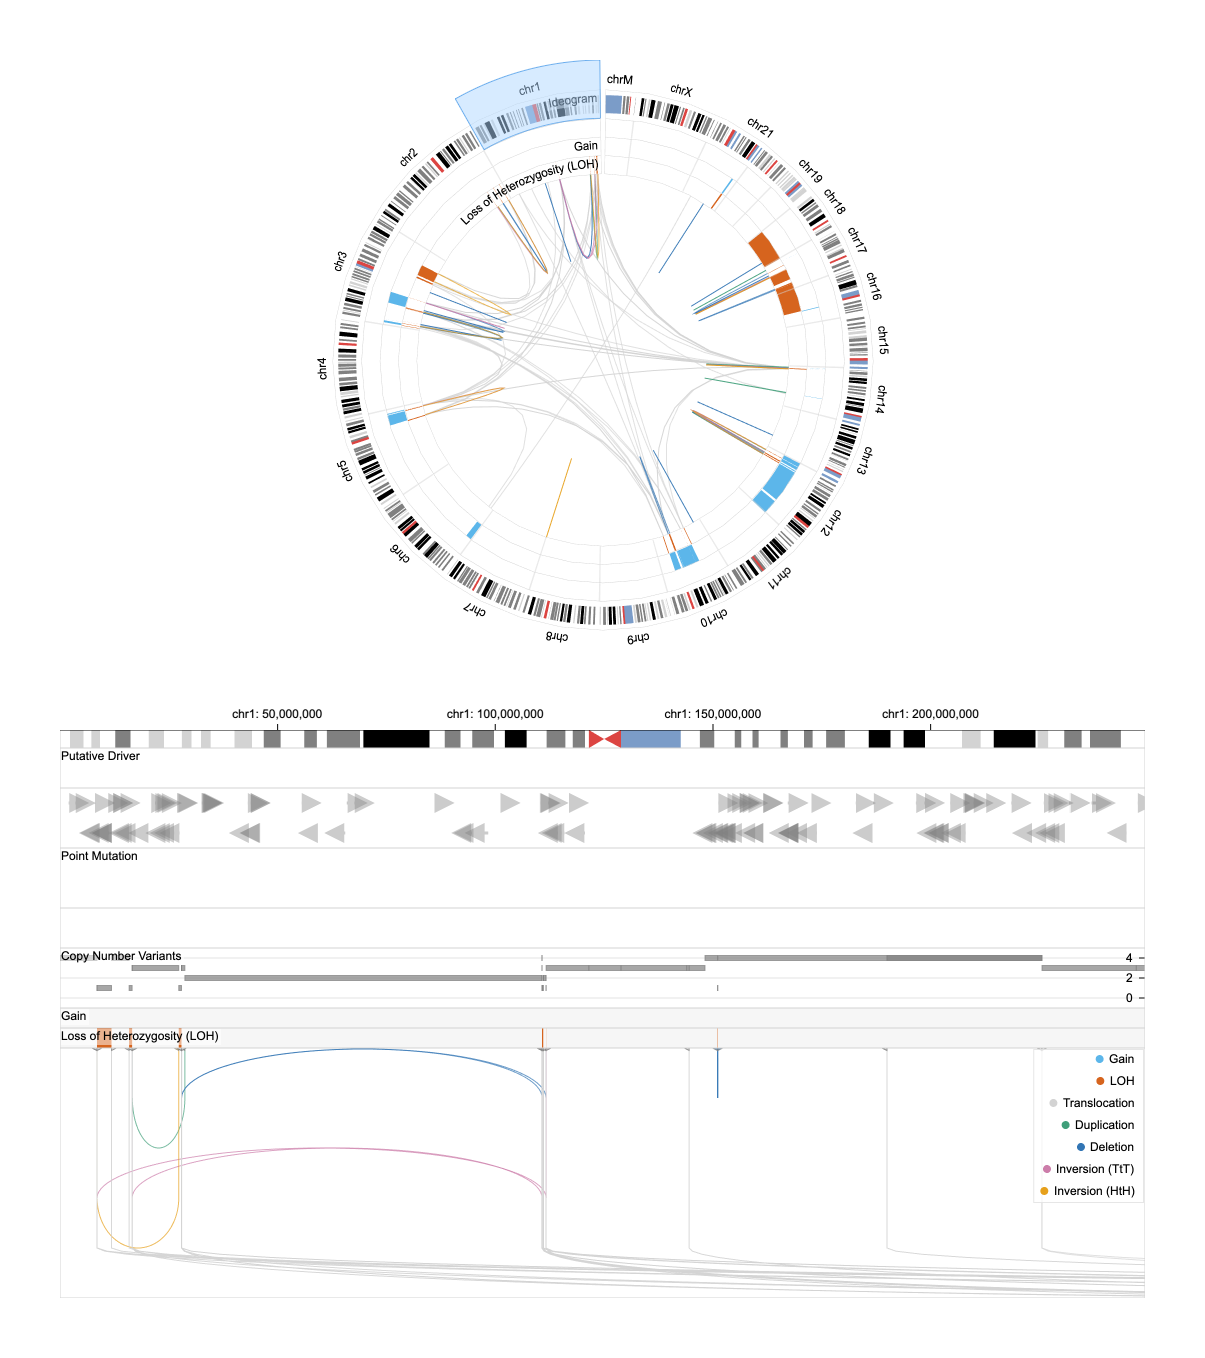 chrM
chrX
chr21
chr19
chr18
chr17
chr16
chr15
chr14
chr13
chr12
chr11
chr10
chr9
chr8
chr7
chr6
chr5
chr4
chr3
chr2
chr1
Ideogram
Gain
Loss of Heterozygosity (LOH)
chr1: 50,000,000 chr1: 100,000,000 chr1: 150,000,000 chr1: 200,000,000
Putative Driver
Point Mutation
Copy Number Variants
4
2
0
Gain
Loss of Heterozygosity (LOH)
Gain
LOH
Translocation
Duplication
Deletion
Inversion (TtT)
Inversion (HtH)